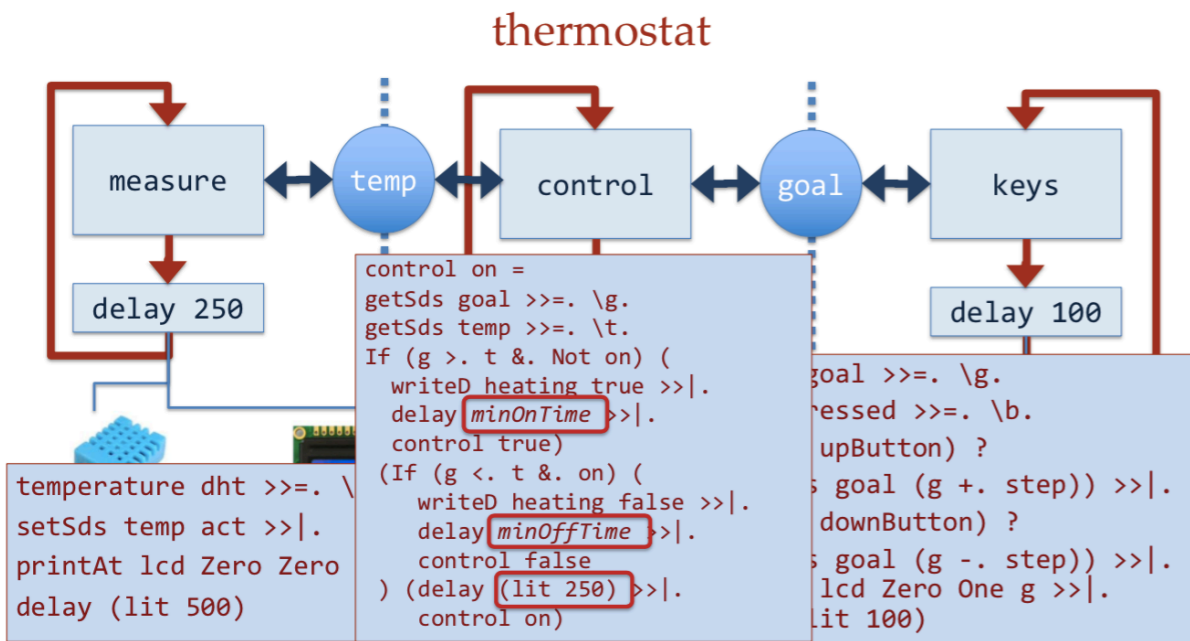 thermostat
measure
temp
control
goal
keys
delay 250
delay 100
control on =
getSds goal >>=. \g.
getSds temp >>=. \t.
If (g >. t &. Not on) (
writeD heating true >>|.
delay minOnTime >>|.
control true)
(If (g <. t &. on) (
writeD heating false >>|.
delay minOffTime >>|.
control false
) (delay (lit 250) >>|.
control on)
temperature dht >>=. \
setSds temp act >>|.
printAt lcd Zero Zero
delay (lit 500)
goal >>=. \g.
ressed >>=. \b.
upButton) ?
s goal (g +. step)) >>|.
downButton) ?
s goal (g -. step)) >>|.
lcd Zero One g >>|.
lit 100)